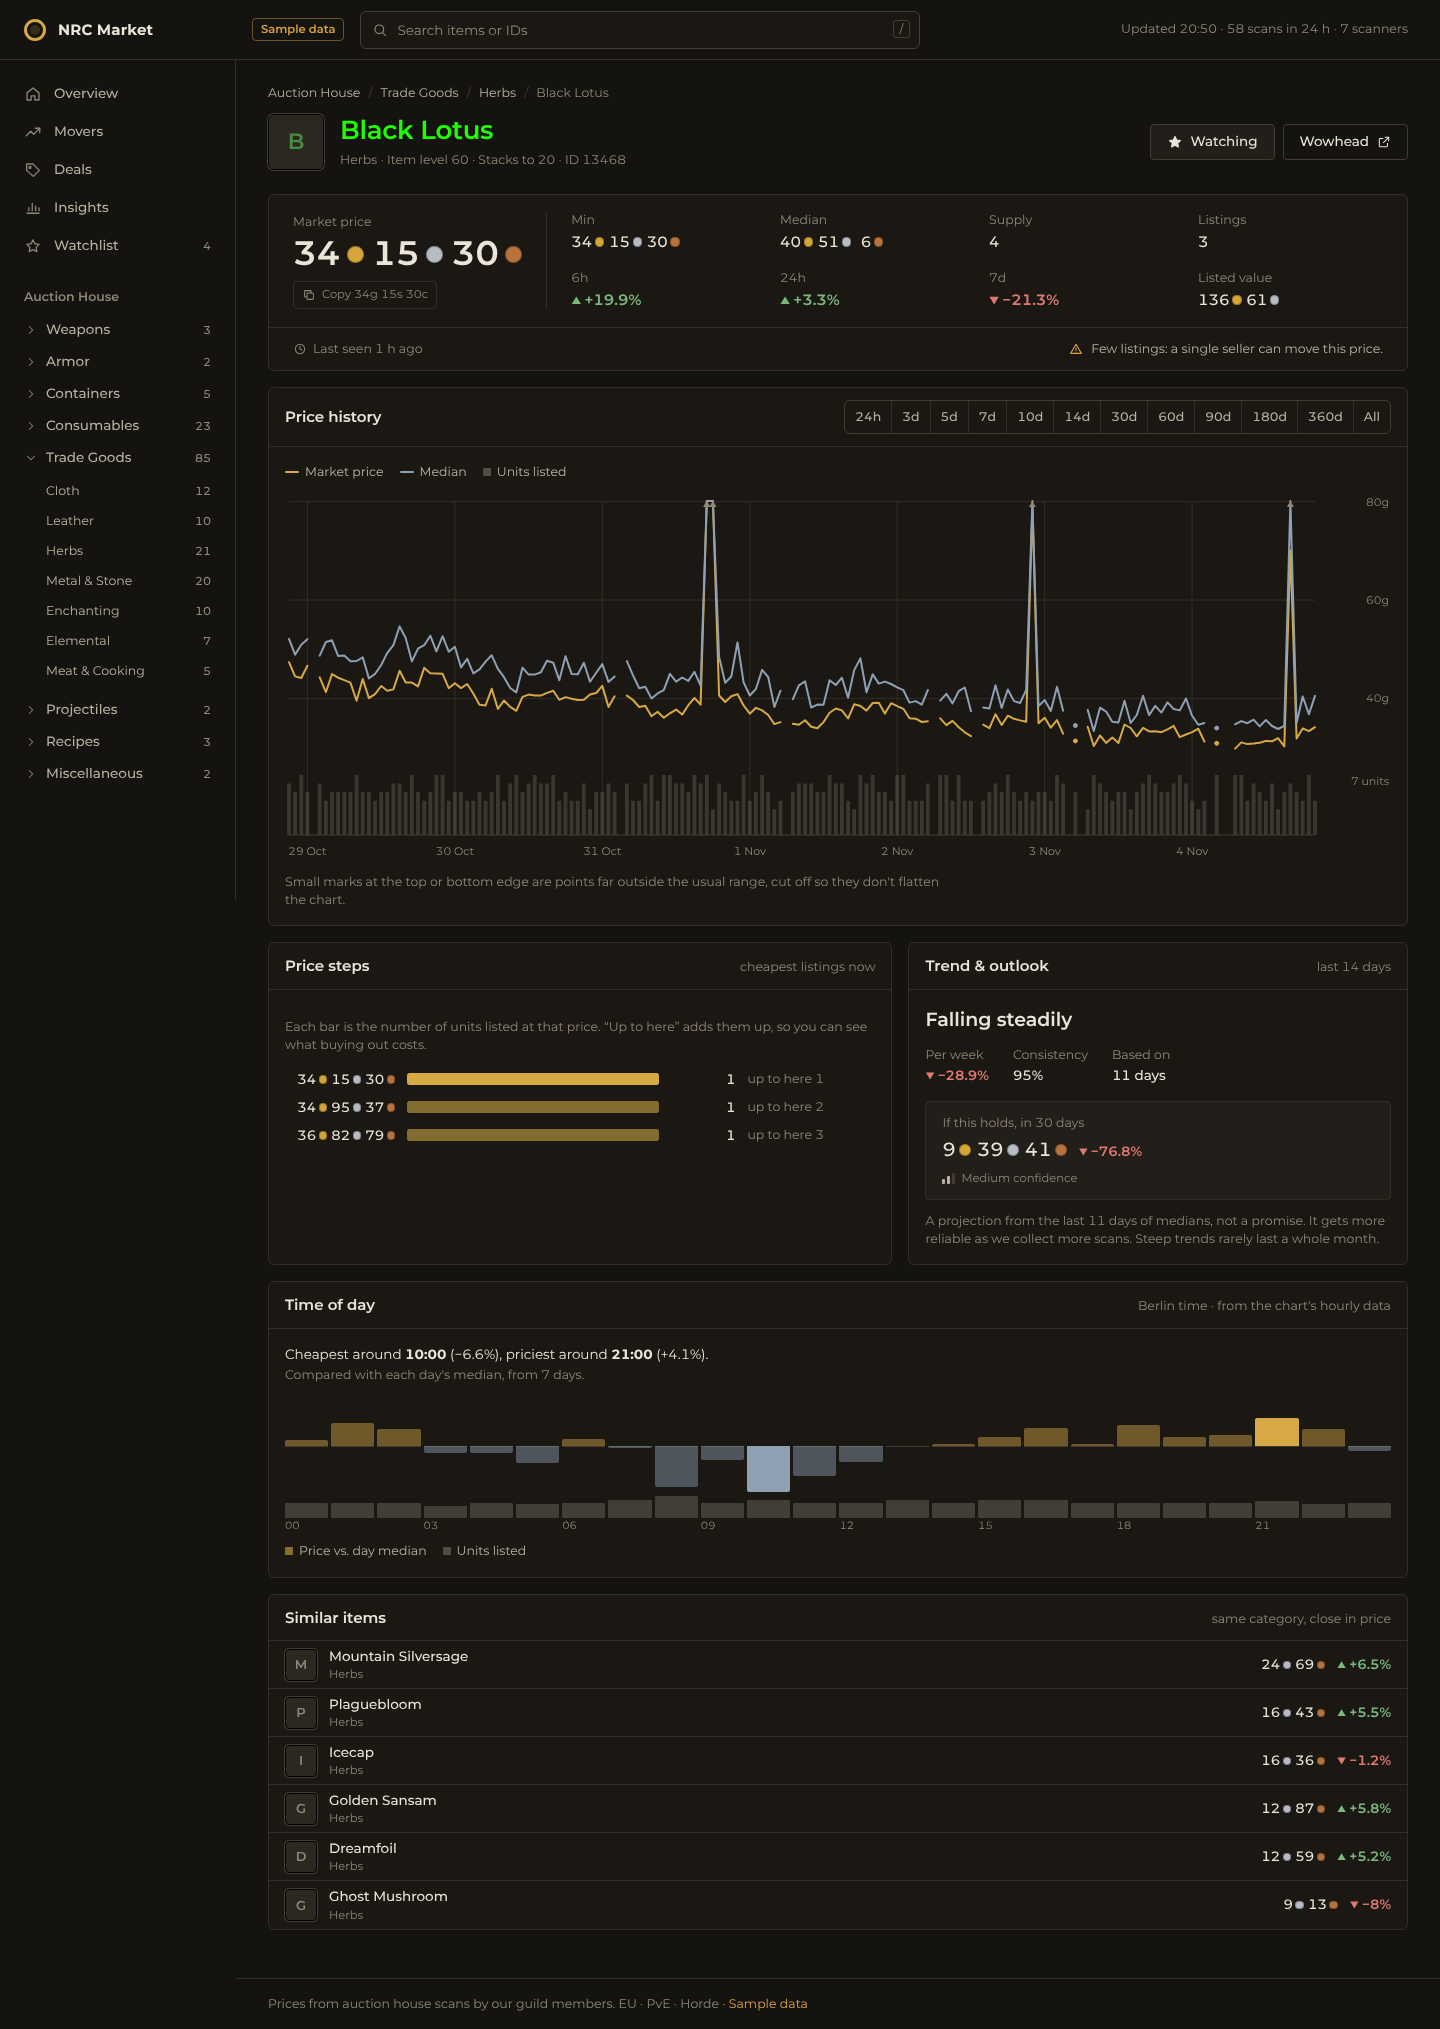 NRC Market
Sample data
Search items or IDs
/
Updated 20:50 · 58 scans in 24 h · 7 scanners
Overview
Movers
Deals
Insights
Watchlist 4
Auction House
Weapons 3
Armor 2
Containers 5
Consumables 23
Trade Goods 85
Cloth 12
Leather 10
Herbs 21
Metal & Stone 20
Enchanting 10
Elemental 7
Meat & Cooking 5
Projectiles 2
Recipes 3
Miscellaneous 2
Auction House / Trade Goods / Herbs / Black Lotus
B
Black Lotus
Herbs · Item level 60 · Stacks to 20 · ID 13468
Watching
Wowhead
Market price
34 15 30
Copy 34g 15s 30c
Min Median Supply Listings
34 15 30 40 51 6 4 3
6h 24h 7d Listed value
+19.9% +3.3% −21.3% 136 61
Last seen 1 h ago
Few listings: a single seller can move this price.
Price history
24h 3d 5d 7d 10d 14d 30d 60d 90d 180d 360d All
Market price Median Units listed
80g
60g
40g
7 units
29 Oct 30 Oct 31 Oct 1 Nov 2 Nov 3 Nov 4 Nov
Small marks at the top or bottom edge are points far outside the usual range, cut off so they don't flatten
the chart.
Price steps
cheapest listings now
Each bar is the number of units listed at that price. “Up to here” adds them up, so you can see
what buying out costs.
34 15 30 1 up to here 1
34 95 37 1 up to here 2
36 82 79 1 up to here 3
Trend & outlook
last 14 days
Falling steadily
Per week Consistency Based on
−28.9% 95% 11 days
If this holds, in 30 days
9 39 41 −76.8%
Medium confidence
A projection from the last 11 days of medians, not a promise. It gets more
reliable as we collect more scans. Steep trends rarely last a whole month.
Time of day
Berlin time · from the chart's hourly data
Cheapest around 10:00 (−6.6%), priciest around 21:00 (+4.1%).
Compared with each day's median, from 7 days.
00 03 06 09 12 15 18 21
Price vs. day median Units listed
Similar items
same category, close in price
M
Mountain Silversage
Herbs
24 69 +6.5%
P
Plaguebloom
Herbs
16 43 +5.5%
I
Icecap
Herbs
16 36 −1.2%
G
Golden Sansam
Herbs
12 87 +5.8%
D
Dreamfoil
Herbs
12 59 +5.2%
G
Ghost Mushroom
Herbs
9 13 −8%
Prices from auction house scans by our guild members. EU · PvE · Horde · Sample data